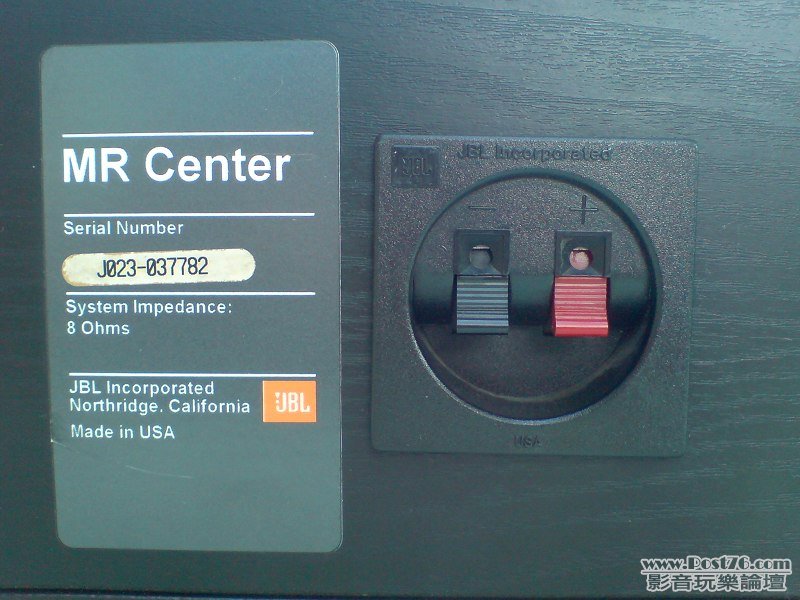 MR Center
Serial Number
J023-037782
System Impedance:
8 Ohms
JBL Incorporated
Northridge, California
JBL
Made in USA
JBL
JBL Incorporated
- +
USA
www.Post76.com
影音玩樂論壇